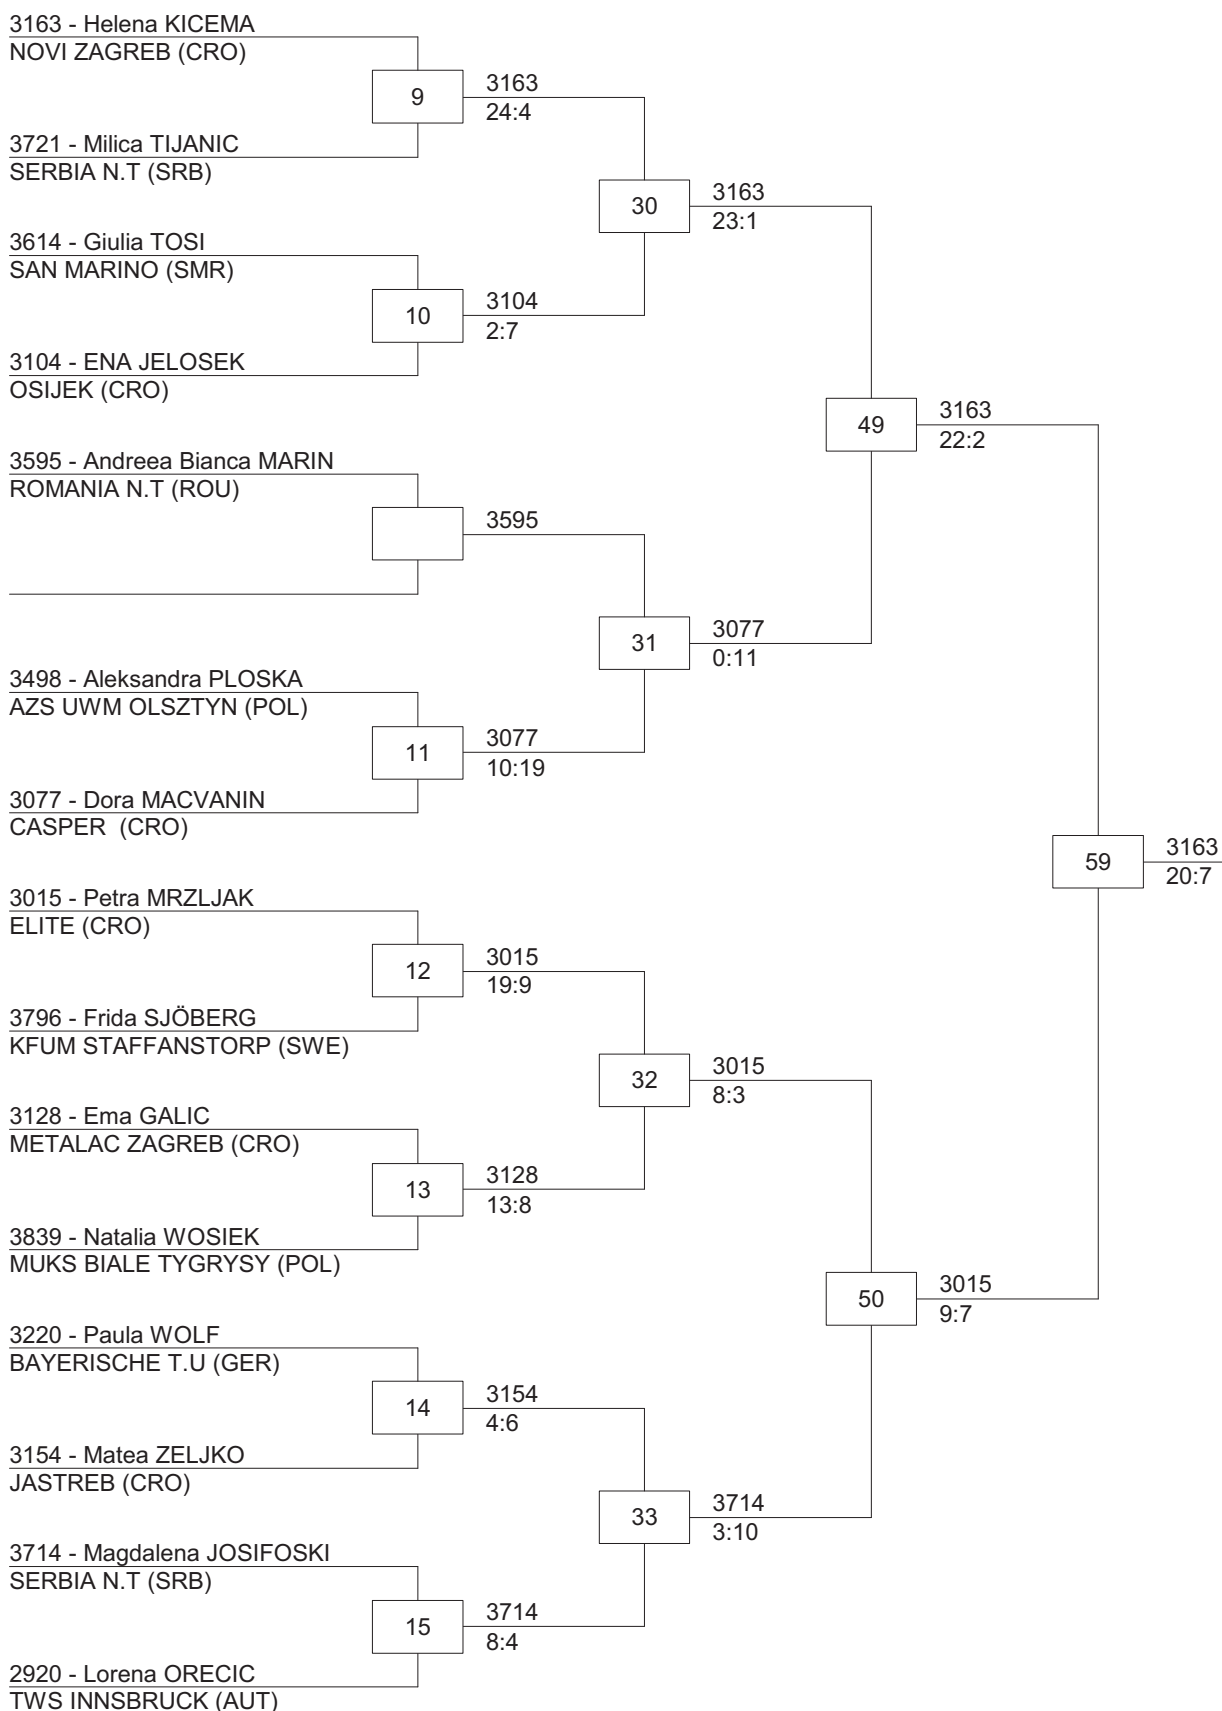 3163 - Helena KICEMA
NOVI ZAGREB (CRO)
9
3163
24:4
3721 - Milica TIJANIC
SERBIA N.T (SRB)
30
3163
23:1
3614 - Giulia TOSI
SAN MARINO (SMR)
10
3104
2:7
3104 - ENA JELOSEK
OSIJEK (CRO)
49
3163
22:2
3595 - Andreea Bianca MARIN
ROMANIA N.T (ROU)
3595
31
3077
0:11
3498 - Aleksandra PLOSKA
AZS UWM OLSZTYN (POL)
11
3077
10:19
3077 - Dora MACVANIN
CASPER  (CRO)
59
3163
20:7
3015 - Petra MRZLJAK
ELITE (CRO)
12
3015
19:9
3796 - Frida SJÖBERG
KFUM STAFFANSTORP (SWE)
32
3015
8:3
3128 - Ema GALIC
METALAC ZAGREB (CRO)
13
3128
13:8
3839 - Natalia WOSIEK
MUKS BIALE TYGRYSY (POL)
50
3015
9:7
3220 - Paula WOLF
BAYERISCHE T.U (GER)
14
3154
4:6
3154 - Matea ZELJKO
JASTREB (CRO)
33
3714
3:10
3714 - Magdalena JOSIFOSKI
SERBIA N.T (SRB)
15
3714
8:4
2920 - Lorena ORECIC
TWS INNSBRUCK (AUT)